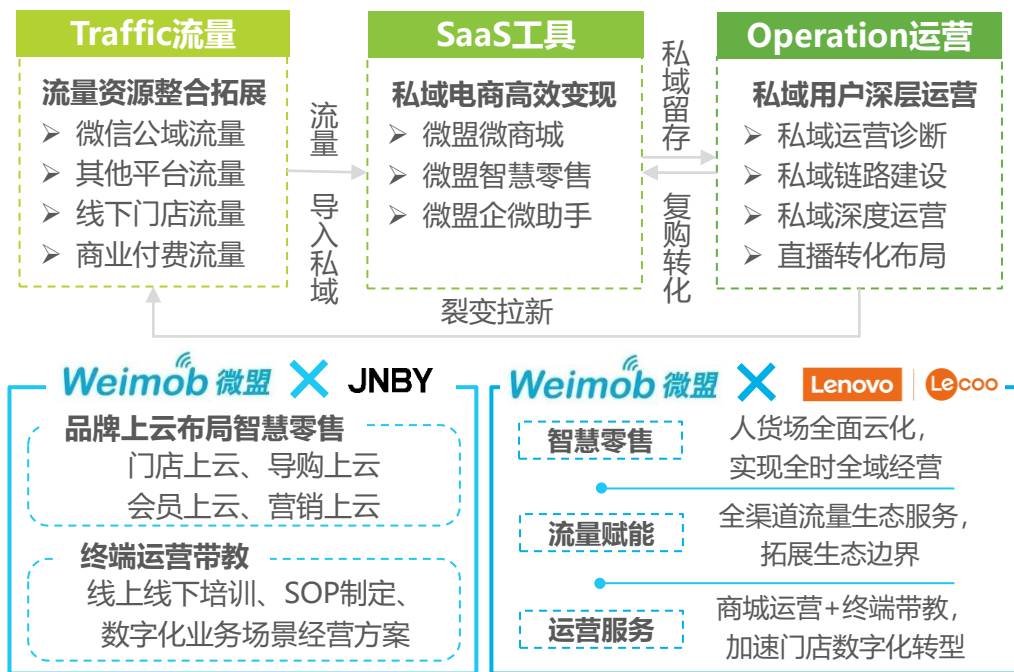 Traffic流量
流量资源整合拓展
➢ 微信公域流量
➢ 其他平台流量
➢ 线下门店流量
➢ 商业付费流量
流量
导入私域
SaaS工具
私域电商高效变现
➢ 微盟微商城
➢ 微盟智慧零售
➢ 微盟企微助手
私域留存
复购转化
Operation运营
私域用户深层运营
➢ 私域运营诊断
➢ 私域链路建设
➢ 私域深度运营
➢ 直播转化布局
裂变拉新
Weimob 微盟 JNBY
品牌上云布局智慧零售
门店上云、导购上云
会员上云、营销上云
终端运营带教
线上线下培训、SOP制定、
数字化业务场景经营方案
Weimob 微盟 Lenovo Lecoo
智慧零售
人货场全面云化，
实现全时全域经营
流量赋能
全渠道流量生态服务，
拓展生态边界
运营服务
商城运营+终端带教，
加速门店数字化转型